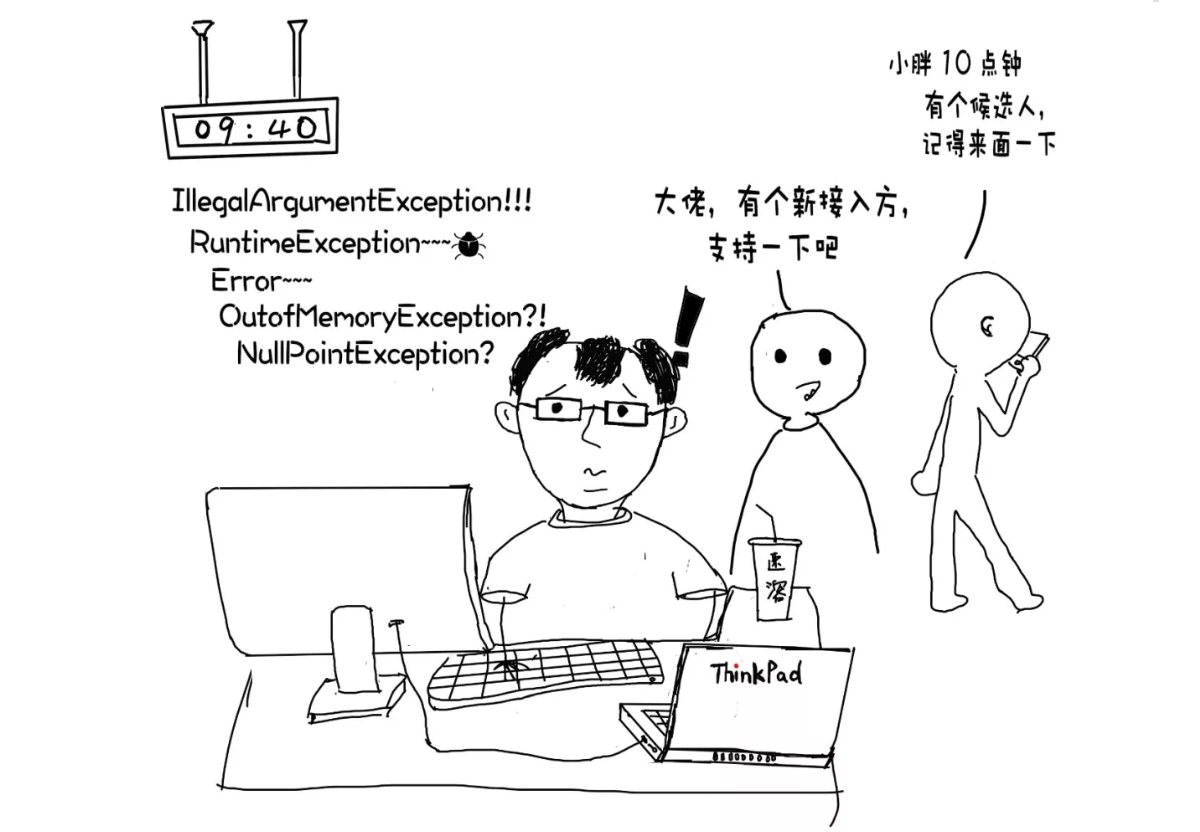 09:40
IllegalArgumentException!!!
RuntimeException~~~
Error~~~
OutofMemoryException?!
NullPointException?
!
大佬，有个新接入方，
支持一下吧
小胖 10 点钟
有个候选人，
记得来面一下
速溶
ThinkPad